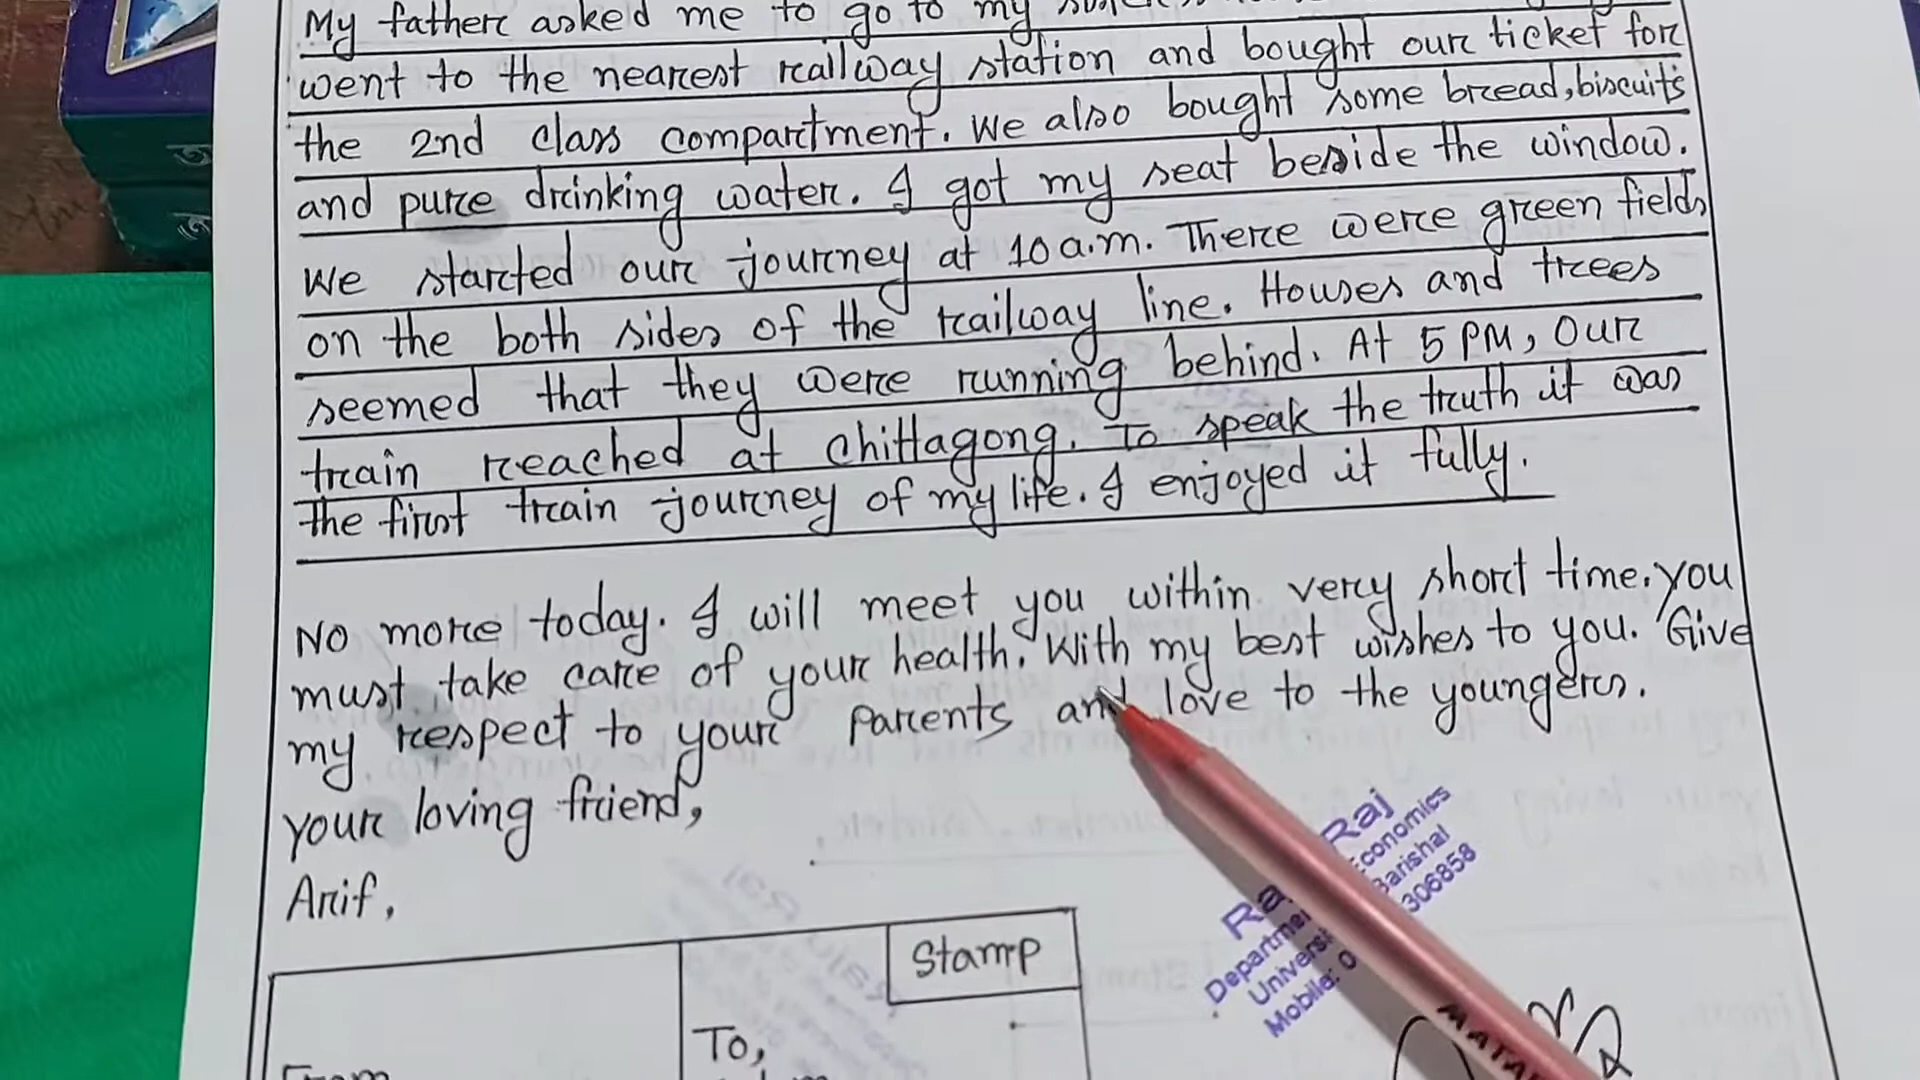 My father asked me to go to my
went to the nearest railway station and bought our ticket for
the 2nd class compartment. We also bought some bread, biscuits
and pure drinking water. I got my seat beside the window.
We started our journey at 10 a.m. There were green fields
on the both sides of the railway line. Houses and trees
seemed that they were running behind. At 5 PM, Our
train reached at Chittagong. To speak the truth it was
the first train journey of my life. I enjoyed it fully.
No more today. I will meet you within very short time. You
must take care of your health. With my best wishes to you. Give
my respect to your parents and love to the youngers.
your loving friend,
Arif,
Stamp
To,
From
Raj
Economics
Barishal
306858
Mobile: 0
MATA